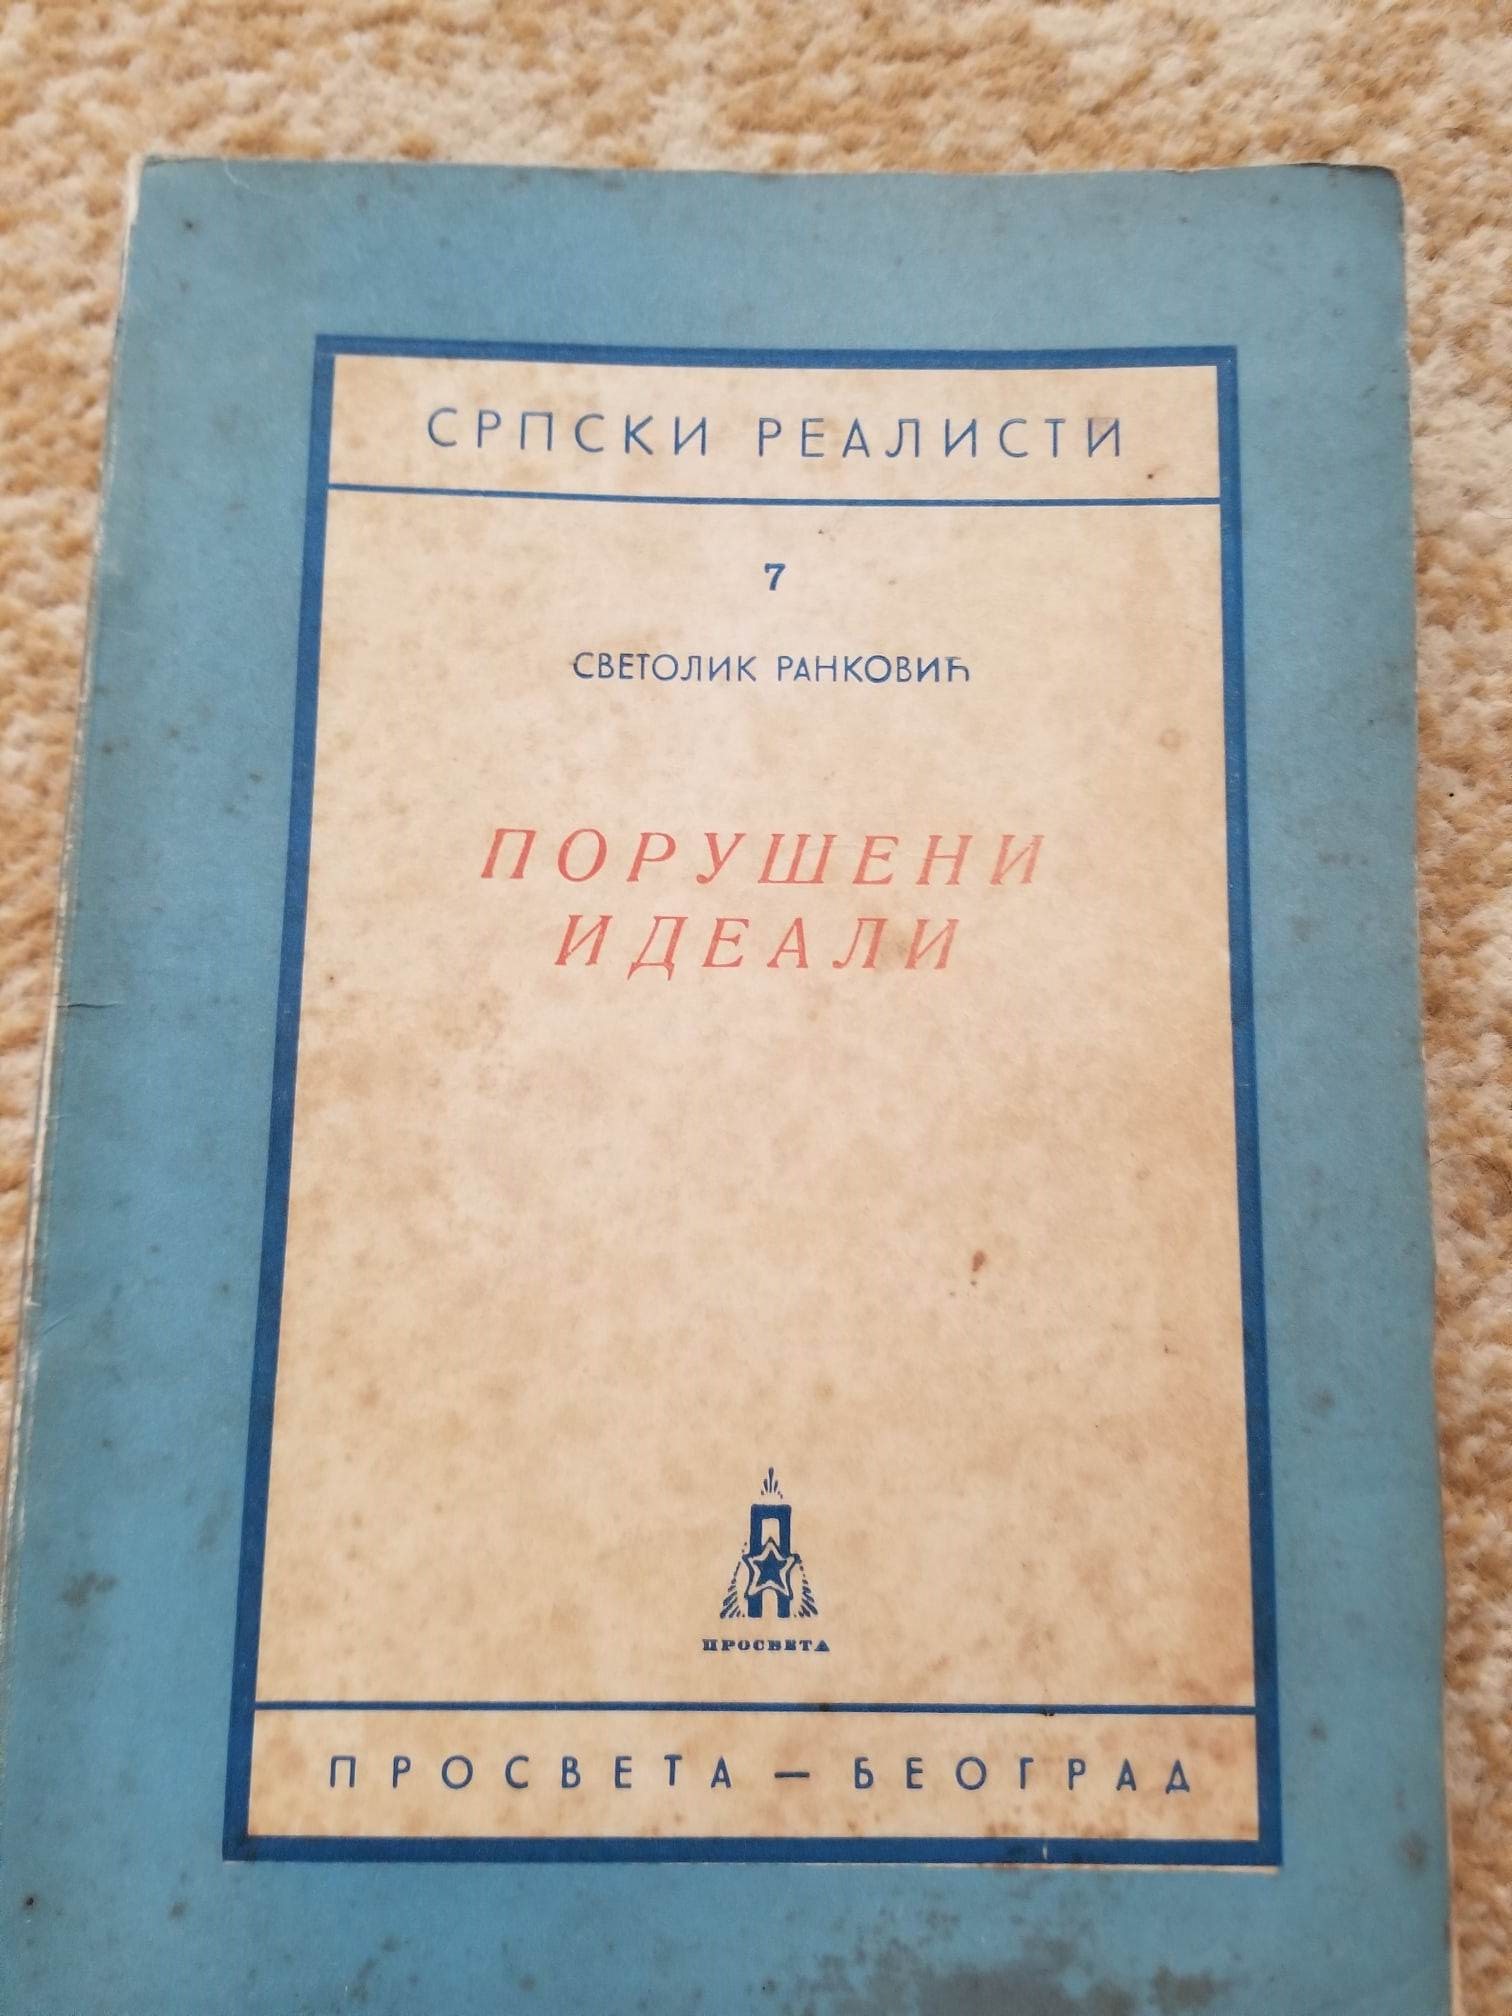 СРПСКИ РЕАЛИСТИ
7
СВЕТОЛИК РАНКОВИЋ
ПОРУШЕНИ
ИДЕАЛИ
П
ПРОСВЕТА
ПРОСВЕТА — БЕОГРАД